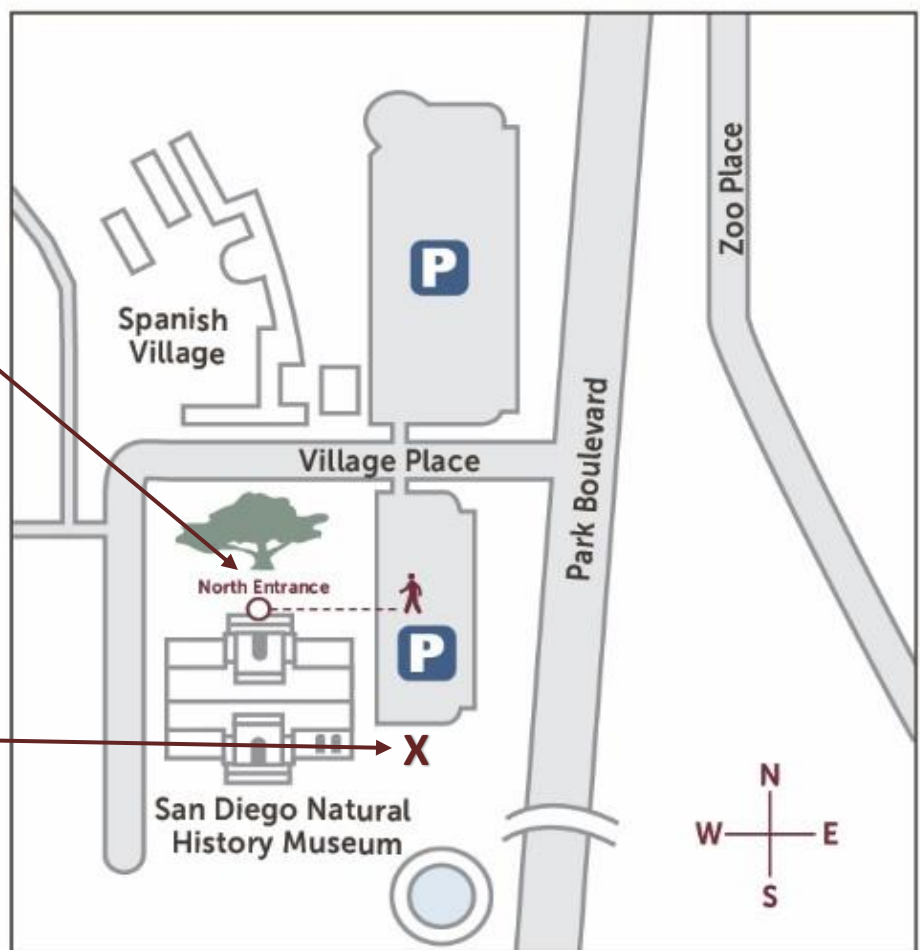 Zoo Place
P
Spanish
Village
Park Boulevard
Village Place
North Entrance
P
X
San Diego Natural
History Museum
N
W E
S